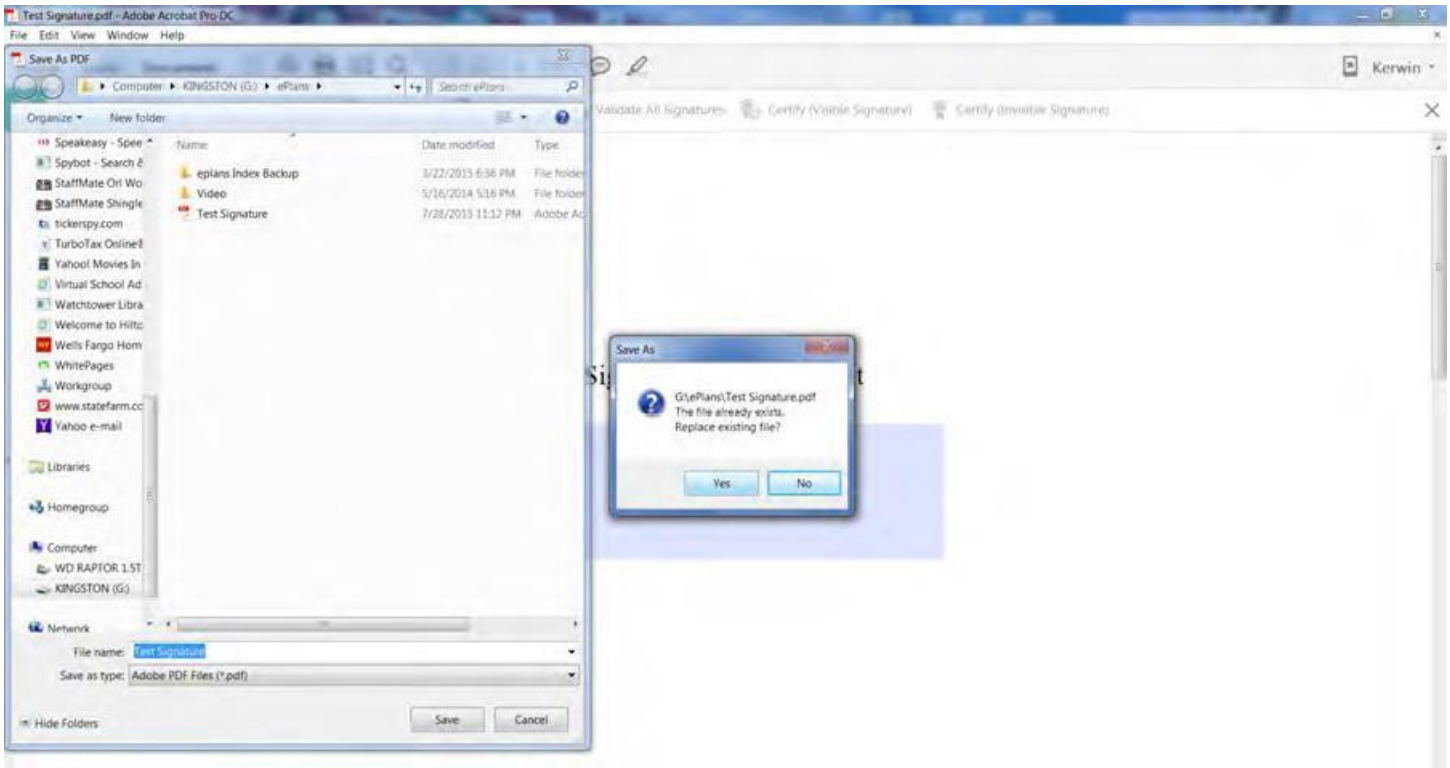 Test Signature.pdf - Adobe Acrobat Pro DC
File Edit View Window Help
Save As PDF
Computer ▸ KINGSTON (G:) ▸ ePlans ▸
Search ePlans
Kerwin
Validate All Signatures Certify (Visible Signature) Certify (Invisible Signature)
Organize New folder
Name Date modified Type
Speakeasy - Spee
Spybot - Search &
StaffMate Orl Wo
StaffMate Shingle
tickerspy.com
TurboTax Online
Yahoo! Movies In
Virtual School Ad
Watchtower Libra
Welcome to Hilto
Wells Fargo Hom
WhitePages
Workgroup
www.statefarm.cc
Yahoo e-mail
Libraries
Homegroup
Computer
WD RAPTOR 1.5T
KINGSTON (G:)
Network
eplans Index Backup 3/22/2015 6:36 PM File folder
Video 5/16/2014 5:16 PM File folder
Test Signature 7/28/2015 11:12 PM Adobe Ac
File name: Test Signature
Save as type: Adobe PDF Files (*.pdf)
Hide Folders
Save Cancel
Sig
t
Save As
G:\ePlans\Test Signature.pdf
The file already exists.
Replace existing file?
Yes No